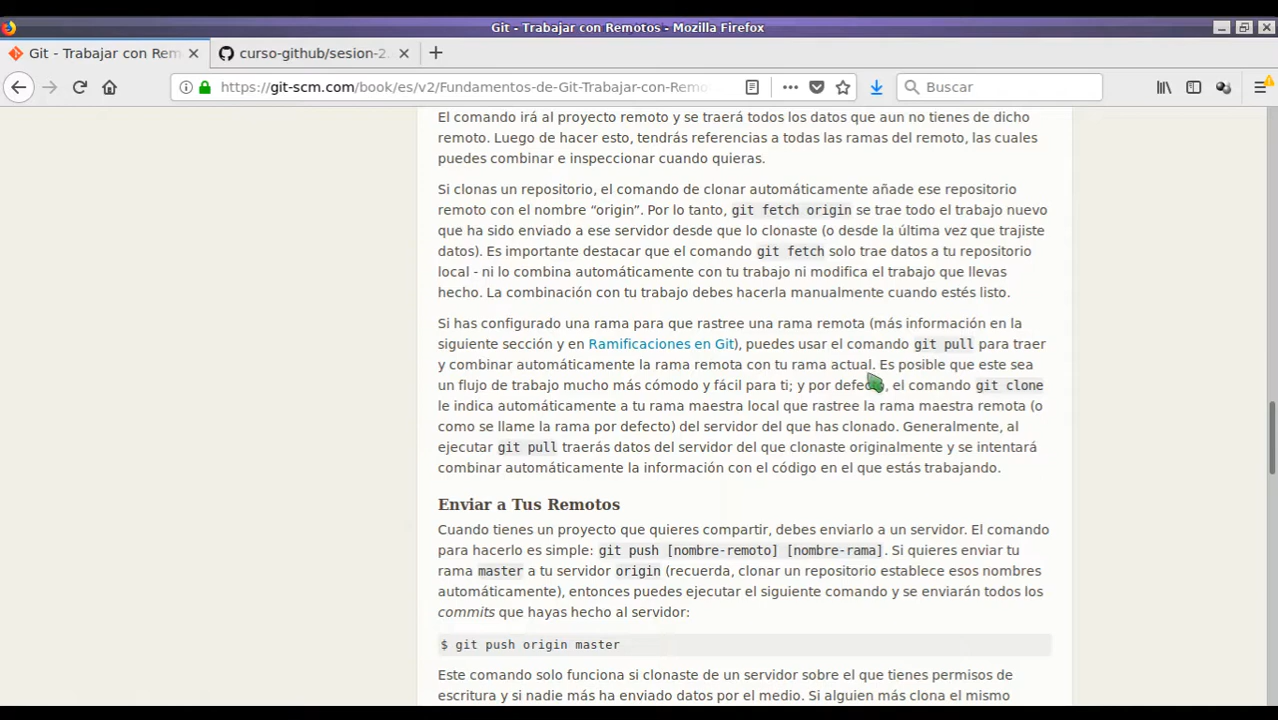 Git - Trabajar con Remotos - Mozilla Firefox
Git - Trabajar con Rem
curso-github/sesion-2.
https://git-scm.com/book/es/v2/Fundamentos-de-Git-Trabajar-con-Remo
Buscar
El comando irá al proyecto remoto y se traerá todos los datos que aun no tienes de dicho
remoto. Luego de hacer esto, tendrás referencias a todas las ramas del remoto, las cuales
puedes combinar e inspeccionar cuando quieras.
Si clonas un repositorio, el comando de clonar automáticamente añade ese repositorio
remoto con el nombre “origin”. Por lo tanto, git fetch origin se trae todo el trabajo nuevo
que ha sido enviado a ese servidor desde que lo clonaste (o desde la última vez que trajiste
datos). Es importante destacar que el comando git fetch solo trae datos a tu repositorio
local - ni lo combina automáticamente con tu trabajo ni modifica el trabajo que llevas
hecho. La combinación con tu trabajo debes hacerla manualmente cuando estés listo.
Si has configurado una rama para que rastree una rama remota (más información en la
siguiente sección y en Ramificaciones en Git), puedes usar el comando git pull para traer
y combinar automáticamente la rama remota con tu rama actual. Es posible que este sea
un flujo de trabajo mucho más cómodo y fácil para ti; y por defecto, el comando git clone
le indica automáticamente a tu rama maestra local que rastree la rama maestra remota (o
como se llame la rama por defecto) del servidor del que has clonado. Generalmente, al
ejecutar git pull traerás datos del servidor del que clonaste originalmente y se intentará
combinar automáticamente la información con el código en el que estás trabajando.
Enviar a Tus Remotos
Cuando tienes un proyecto que quieres compartir, debes enviarlo a un servidor. El comando
para hacerlo es simple: git push [nombre-remoto] [nombre-rama]. Si quieres enviar tu
rama master a tu servidor origin (recuerda, clonar un repositorio establece esos nombres
automáticamente), entonces puedes ejecutar el siguiente comando y se enviarán todos los
commits que hayas hecho al servidor:
$ git push origin master
Este comando solo funciona si clonaste de un servidor sobre el que tienes permisos de
escritura y si nadie más ha enviado datos por el medio. Si alguien más clona el mismo